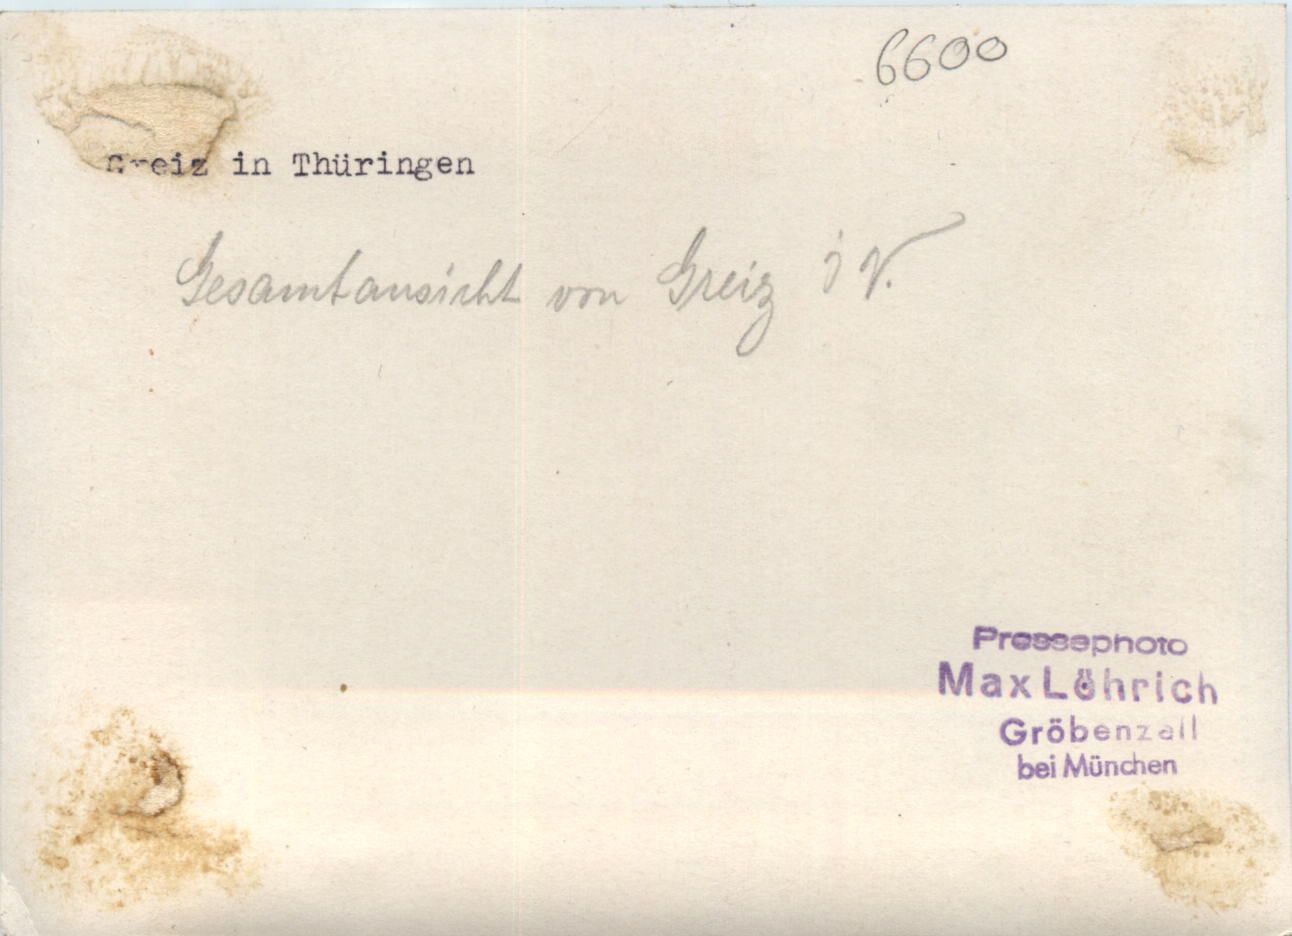 6600
Greiz in Thüringen
Gesamtansicht von Greiz i V.
Pressephoto
Max Löhrich
Gröbenzell
bei München